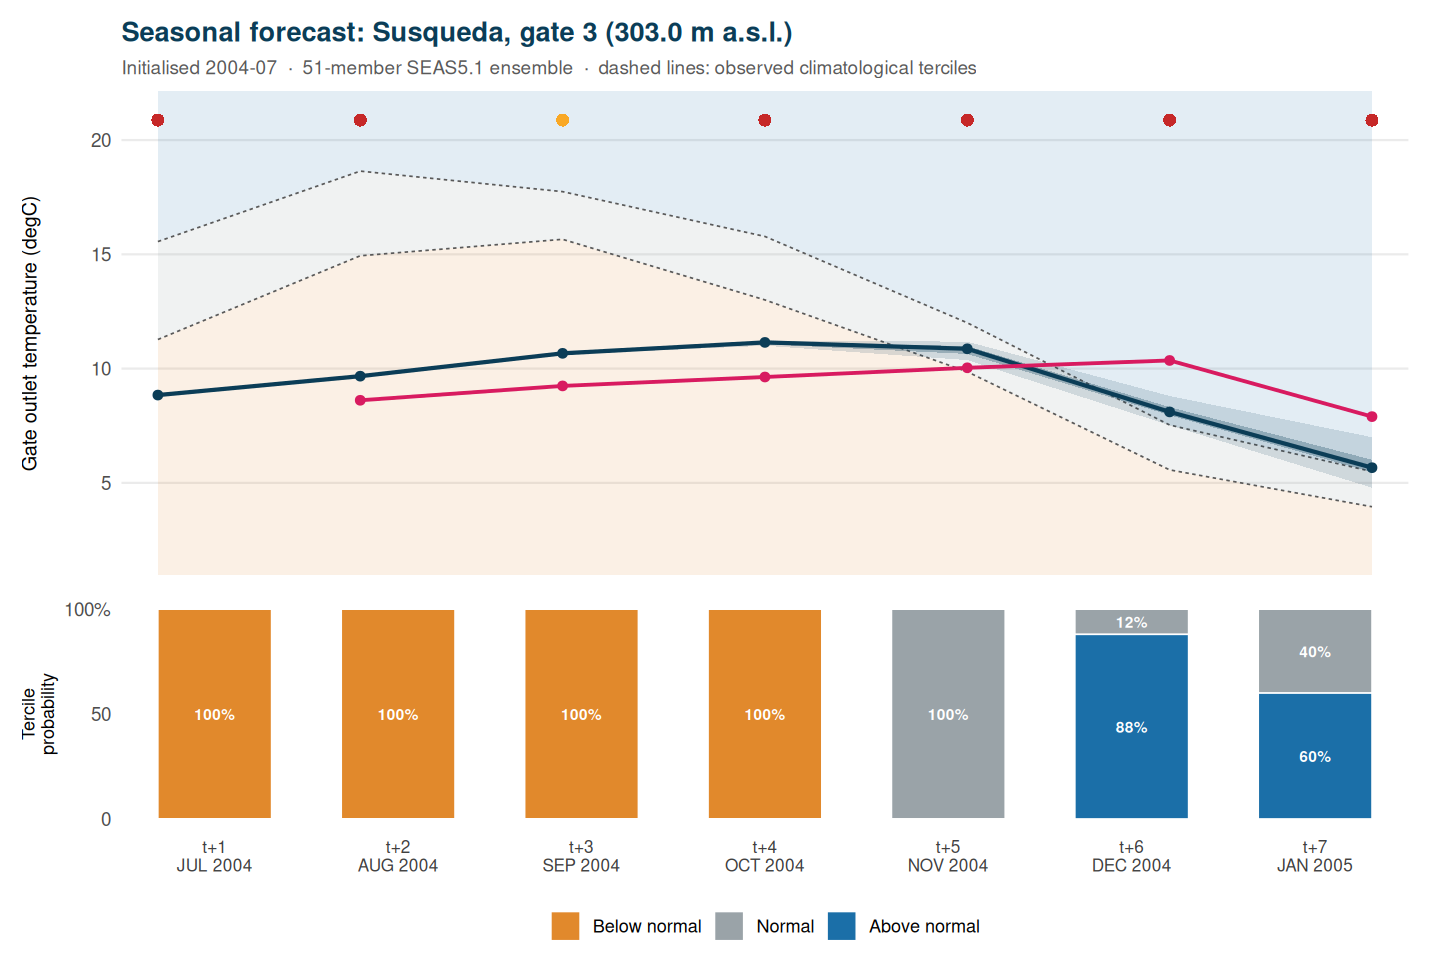 Seasonal forecast: Susqueda, gate 3 (303.0 m a.s.l.)
Initialised 2004-07 · 51-member SEAS5.1 ensemble · dashed lines: observed climatological terciles
Gate outlet temperature (degC)
20
15
10
5
Tercile
probability
100%
50
0
100%
100%
100%
100%
100%
12%
88%
40%
60%
t+1
JUL 2004
t+2
AUG 2004
t+3
SEP 2004
t+4
OCT 2004
t+5
NOV 2004
t+6
DEC 2004
t+7
JAN 2005
Below normal
Normal
Above normal